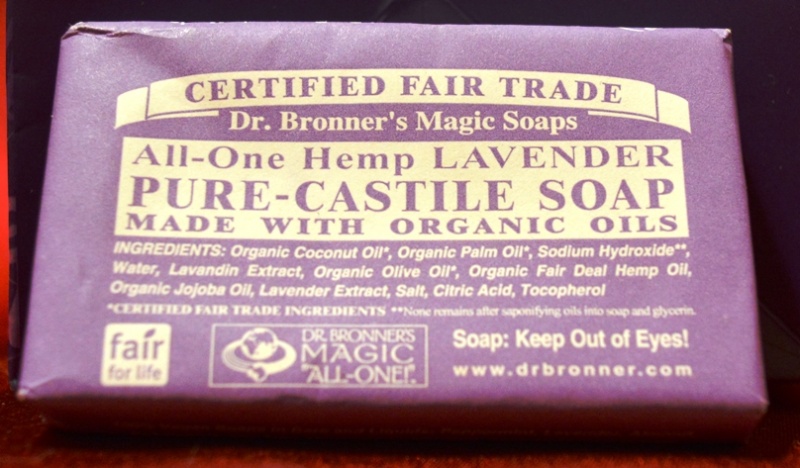 CERTIFIED FAIR TRADE
Dr. Bronner's Magic Soaps
All-One Hemp LAVENDER
PURE-CASTILE SOAP
MADE WITH ORGANIC OILS
INGREDIENTS: Organic Coconut Oil*, Organic Palm Oil*, Sodium Hydroxide**,
Water, Lavandin Extract, Organic Olive Oil*, Organic Fair Deal Hemp Oil,
Organic Jojoba Oil, Lavender Extract, Salt, Citric Acid, Tocopherol
*CERTIFIED FAIR TRADE INGREDIENTS **None remains after saponifying oils into soap and glycerin.
fair
for life
DR. BRONNER'S
MAGIC
"ALL-ONE!"
Soap: Keep Out of Eyes!
www.drbronner.com